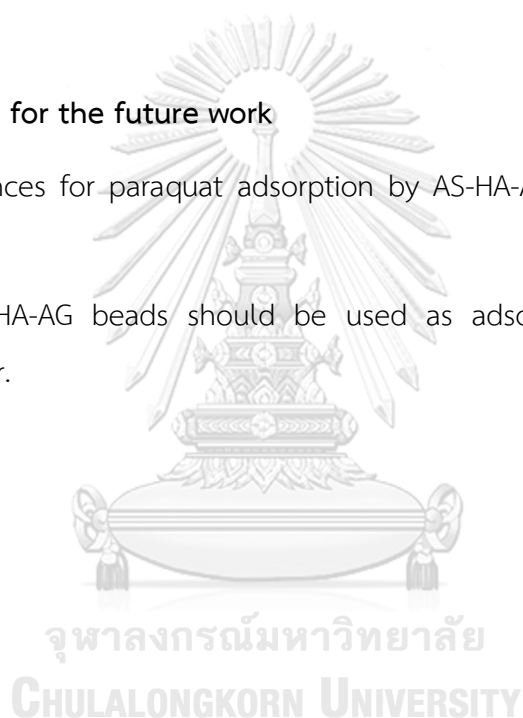 for the future work
nces for paraquat adsorption by AS-HA-A
HA-AG beads should be used as adso
r.
จุฬาลงกรณ์มหาวิทยาลัย
CHULALONGKORN UNIVERSITY